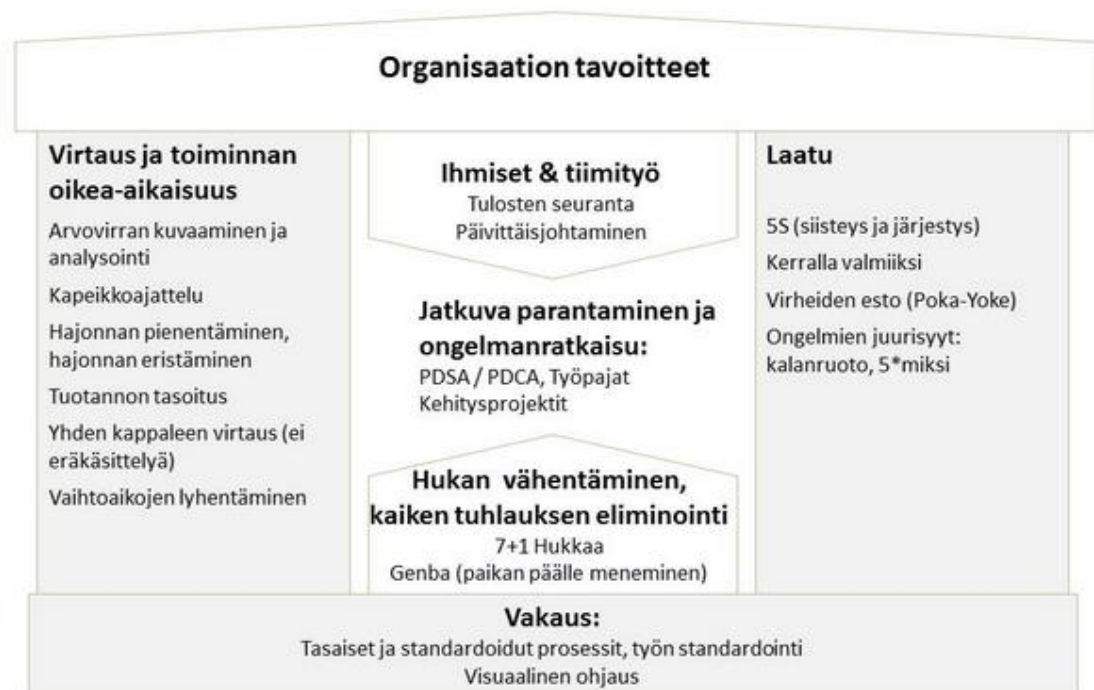 Organisaation tavoitteet
Virtaus ja toiminnan
oikea-aikaisuus
Arvovirran kuvaaminen ja
analysointi
Kapeikkoajattelu
Hajonnan pienentäminen,
hajonnan eristäminen
Tuotannon tasoitus
Yhden kappaleen virtaus (ei
eräkäsittelyä)
Vaihtoaikojen lyhentäminen
Ihmiset & tiimityö
Tulosten seuranta
Päivittäisjohtaminen
Jatkuva parantaminen ja
ongelmanratkaisu:
PDSA / PDCA, Työpajat
Kehitysprojektit
Hukan vähentäminen,
kaiken tuhlauksen eliminointi
7+1 Hukkaa
Genba (paikan päälle meneminen)
Laatu
5S (siisteys ja järjestys)
Kerralla valmiiksi
Virheiden esto (Poka-Yoke)
Ongelmien juurisyyt:
kalanruoto, 5*miksi
Vakaus:
Tasaiset ja standardoidut prosessit, työn standardointi
Visuaalinen ohjaus